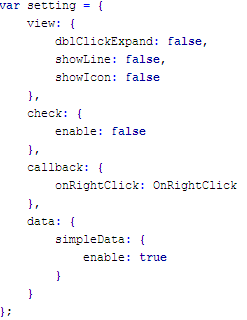 var setting = {
    view: {
        dblClickExpand: false,
        showLine: false,
        showIcon: false
    },
    check: {
        enable: false
    },
    callback: {
        onRightClick: OnRightClick
    },
    data: {
        simpleData: {
            enable: true
        }
    }
};